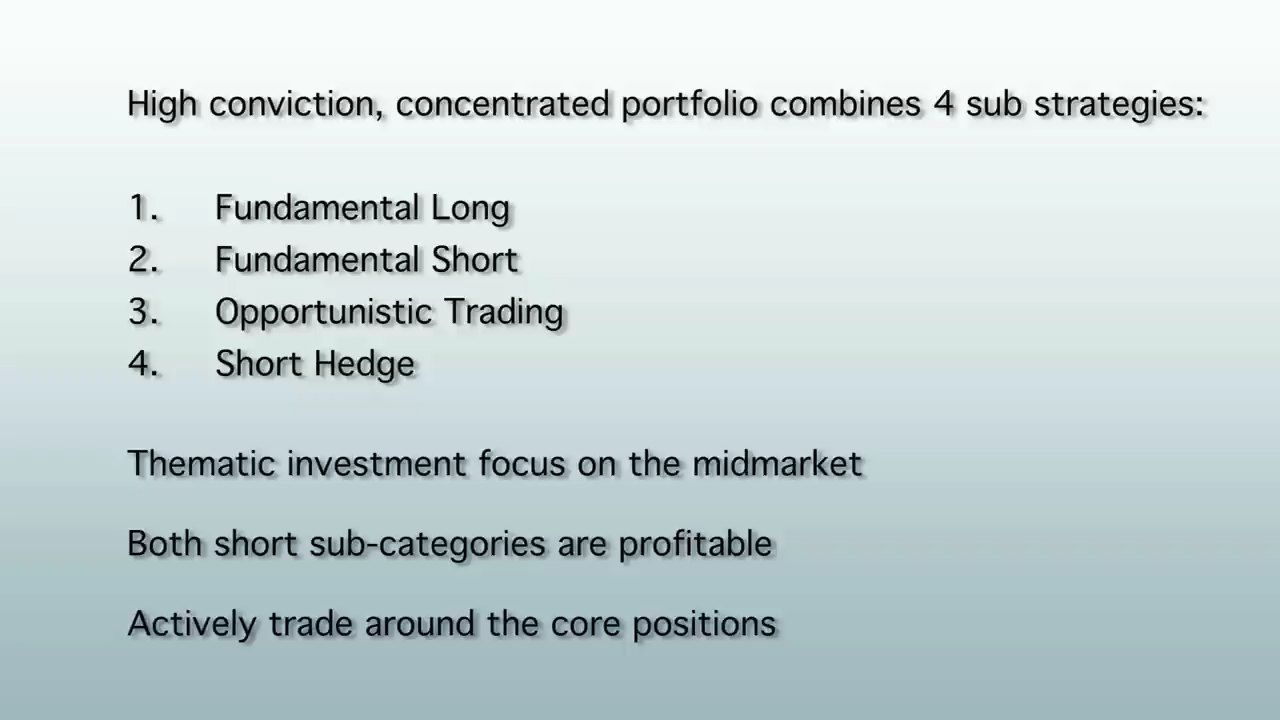 High conviction, concentrated portfolio combines 4 sub strategies:
1. Fundamental Long
2. Fundamental Short
3. Opportunistic Trading
4. Short Hedge
Thematic investment focus on the midmarket
Both short sub-categories are profitable
Actively trade around the core positions